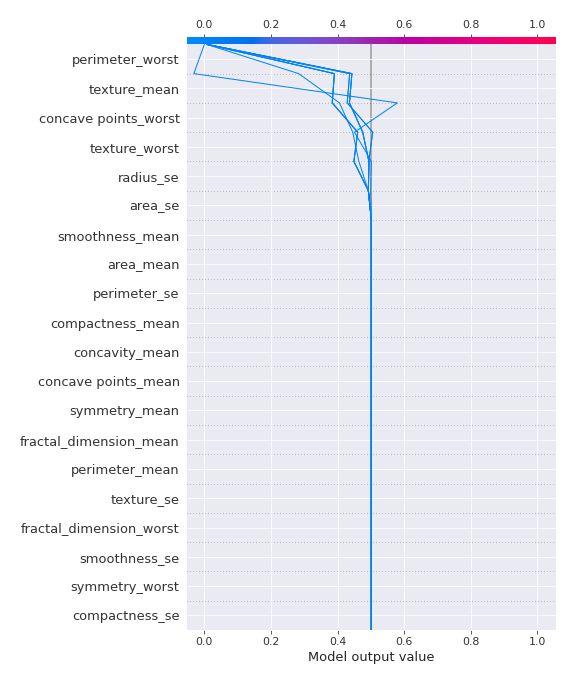 0.0 0.2 0.4 0.6 0.8 1.0
perimeter_worst
texture_mean
concave points_worst
texture_worst
radius_se
area_se
smoothness_mean
area_mean
perimeter_se
compactness_mean
concavity_mean
concave points_mean
symmetry_mean
fractal_dimension_mean
perimeter_mean
texture_se
fractal_dimension_worst
smoothness_se
symmetry_worst
compactness_se
0.0 0.2 0.4 0.6 0.8 1.0
Model output value